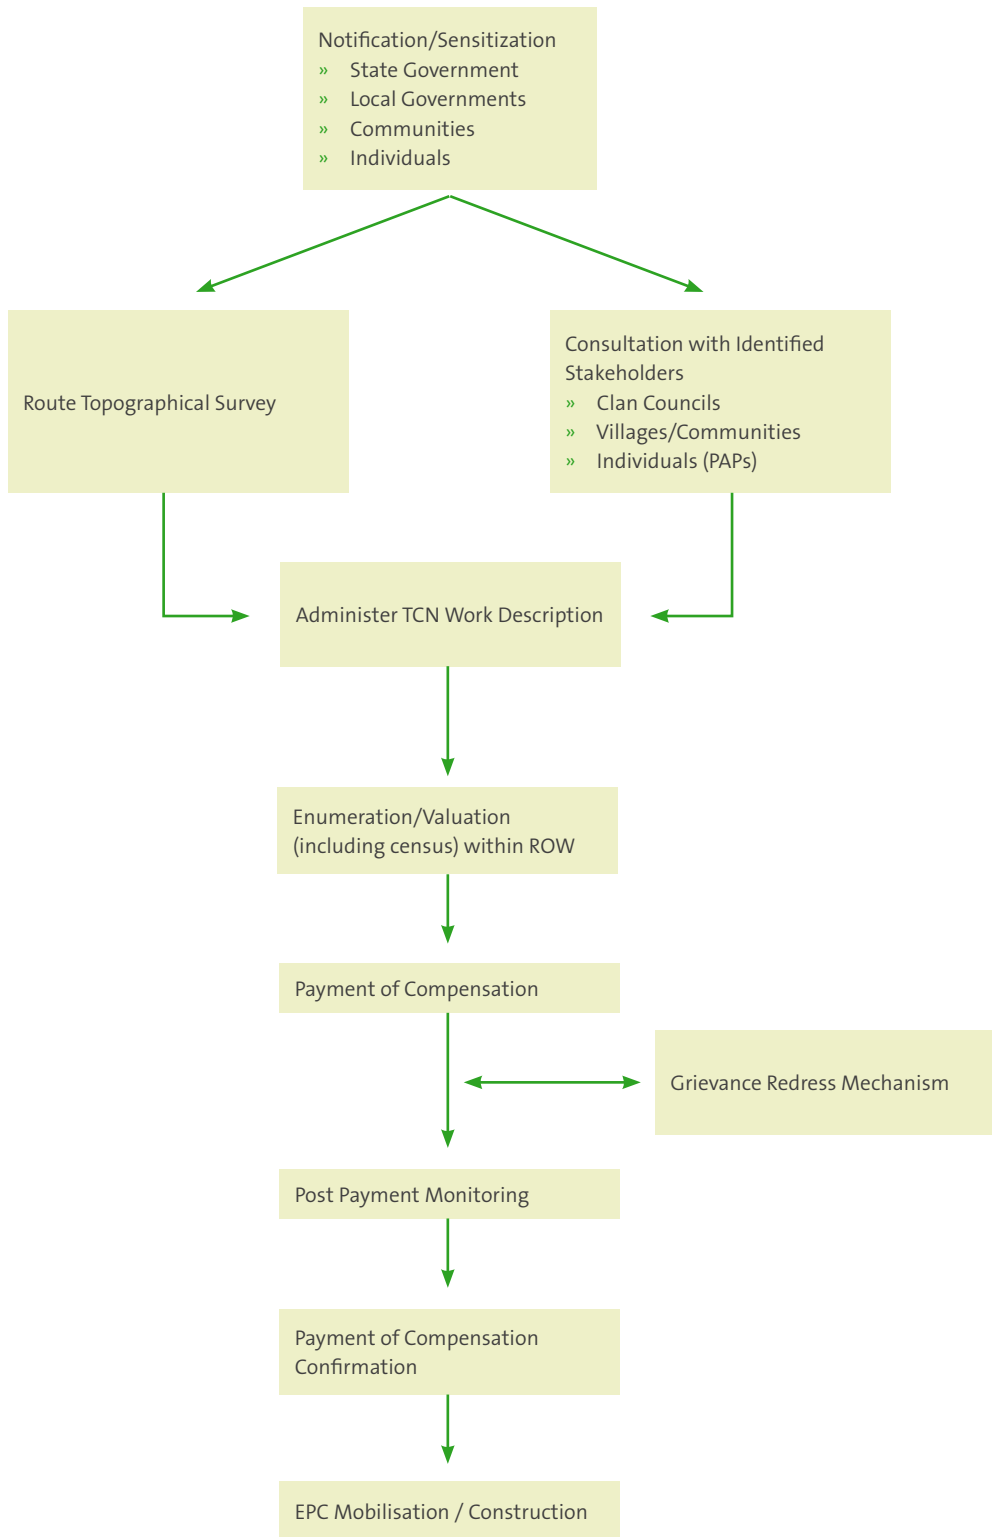 Notification/Sensitization
» State Government
» Local Governments
» Communities
» Individuals
Route Topographical Survey
Consultation with Identified
Stakeholders
» Clan Councils
» Villages/Communities
» Individuals (PAPs)
Administer TCN Work Description
Enumeration/Valuation
(including census) within ROW
Payment of Compensation
Grievance Redress Mechanism
Post Payment Monitoring
Payment of Compensation
Confirmation
EPC Mobilisation / Construction